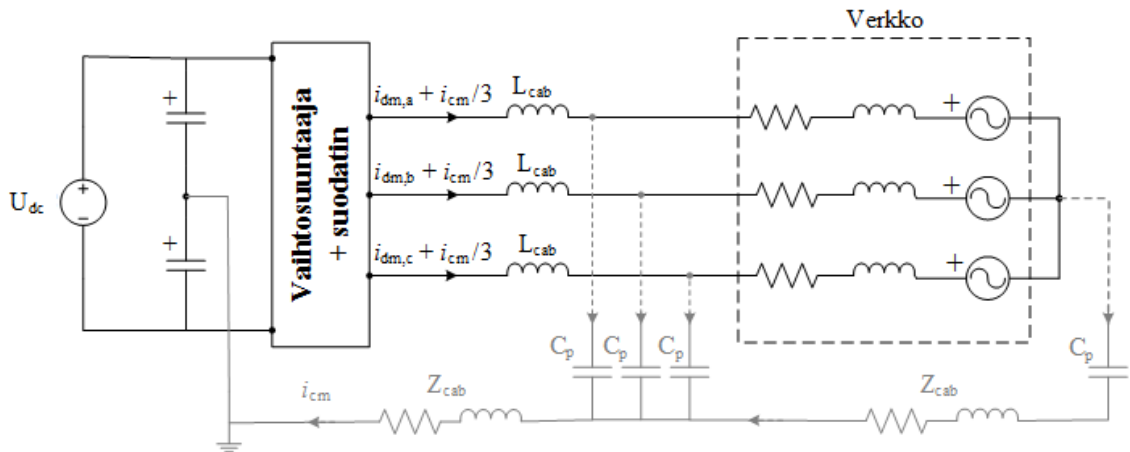 Verkko
U_dc
+
+
+
−
Vaihtosuuntaaja
+ suodatin
i_dm,a + i_cm/3
L_cab
+
i_dm,b + i_cm/3
L_cab
+
i_dm,c + i_cm/3
L_cab
+
C_p
C_p
C_p
C_p
i_cm
Z_cab
Z_cab